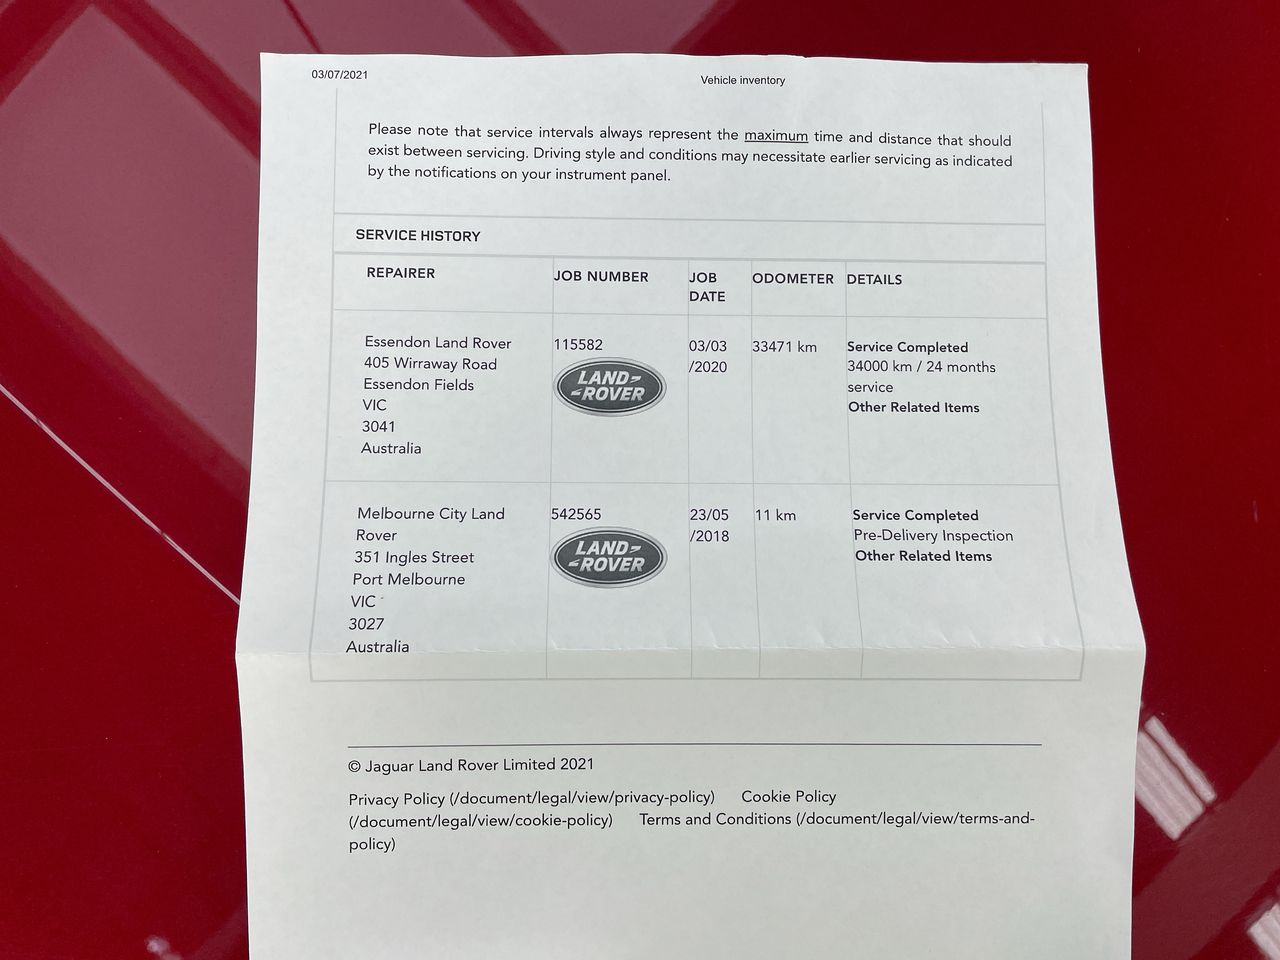 03/07/2021
Vehicle inventory
Please note that service intervals always represent the maximum time and distance that should
exist between servicing. Driving style and conditions may necessitate earlier servicing as indicated
by the notifications on your instrument panel.
SERVICE HISTORY
REPAIRER
JOB NUMBER
JOB
DATE
ODOMETER
DETAILS
Essendon Land Rover
405 Wirraway Road
Essendon Fields
VIC
3041
Australia
115582
LAND
ROVER
03/03
/2020
33471 km
Service Completed
34000 km / 24 months
service
Other Related Items
Melbourne City Land
Rover
351 Ingles Street
Port Melbourne
VIC
3027
Australia
542565
LAND
ROVER
23/05
/2018
11 km
Service Completed
Pre-Delivery Inspection
Other Related Items
© Jaguar Land Rover Limited 2021
Privacy Policy (/document/legal/view/privacy-policy) Cookie Policy
(/document/legal/view/cookie-policy) Terms and Conditions (/document/legal/view/terms-and-
policy)